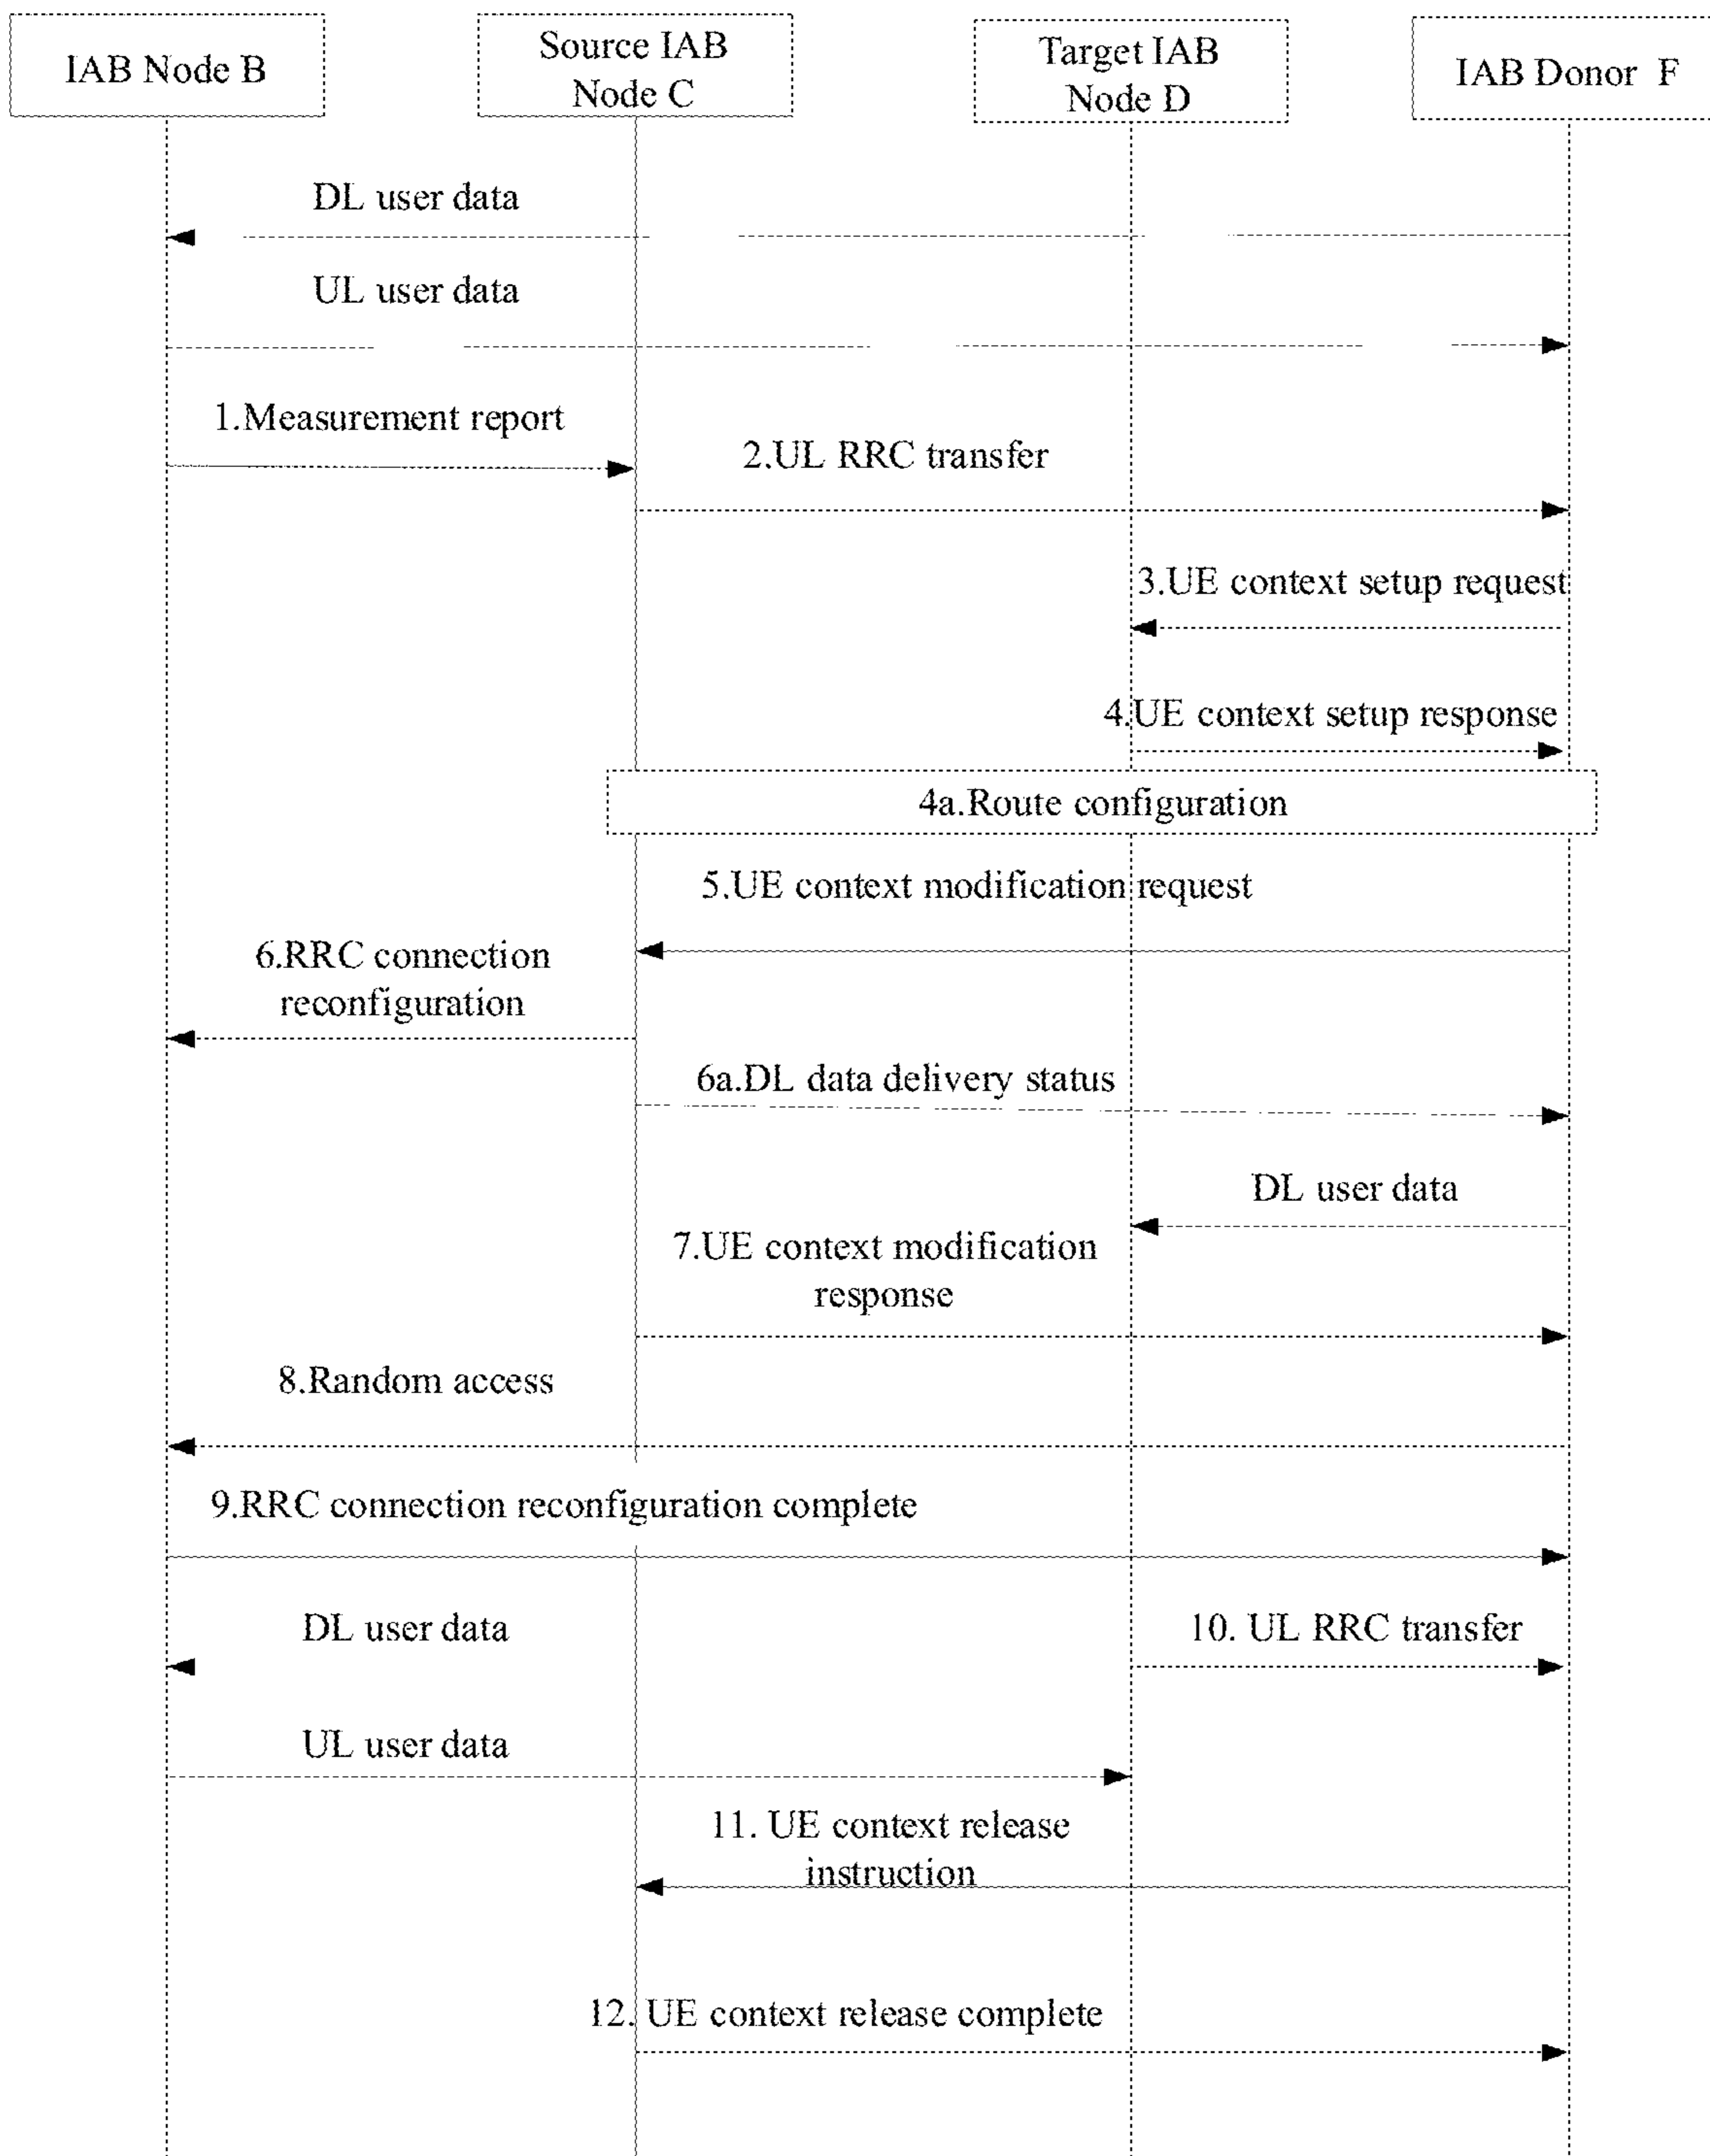 IAB Node B
Source IAB
Node C
Target IAB
Node D
IAB Donor F
DL user data
UL user data
1.Measurement report
2.UL RRC transfer
3.UE context setup request
4.UE context setup response
4a.Route configuration
5.UE context modification request
6.RRC connection
reconfiguration
6a.DL data delivery status
DL user data
7.UE context modification
response
8.Random access
9.RRC connection reconfiguration complete
DL user data
10. UL RRC transfer
UL user data
11. UE context release
instruction
12. UE context release complete